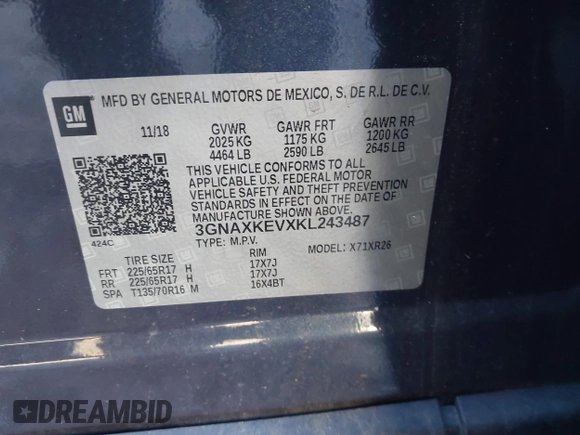 GM
MFD BY GENERAL MOTORS DE MEXICO, S. DE R.L. DE C.V.
11/18 GVWR GAWR FRT GAWR RR
2025 KG 1175 KG 1200 KG
4464 LB 2590 LB 2645 LB
THIS VEHICLE CONFORMS TO ALL
APPLICABLE U.S. FEDERAL MOTOR
VEHICLE SAFETY AND THEFT PREVENTION
STANDARDS IN EFFECT ON THE DATE OF
MANUFACTURE SHOWN ABOVE.
424C
3GNAXKEVXKL243487
TYPE: M.P.V. MODEL: X71XR26
TIRE SIZE RIM
FRT 225/65R17 H 17X7J
RR 225/65R17 H 17X7J
SPA T135/70R16 M 16X4BT
DREAMBID